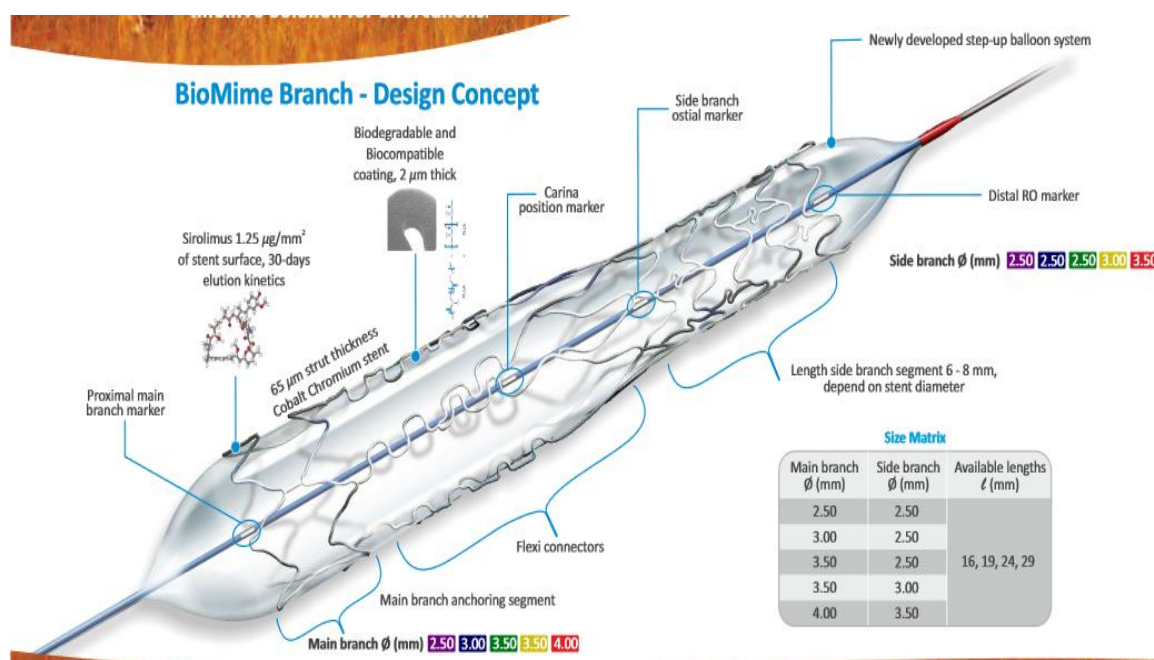 BioMime Branch - Design Concept
Newly developed step-up balloon system
Side branch
ostial marker
Biodegradable and
Biocompatible
coating, 2 µm thick
Carina
position marker
Distal RO marker
Sirolimus 1.25 µg/mm²
of stent surface, 30-days
elution kinetics
Side branch Ø (mm) 2.50 2.50 2.50 3.00 3.50
65 µm strut thickness
Cobalt Chromium stent
Proximal main
branch marker
Length side branch segment 6 - 8 mm,
depend on stent diameter
Flexi connectors
Main branch anchoring segment
Main branch Ø (mm) 2.50 3.00 3.50 3.50 4.00
Size Matrix
Main branch Ø (mm) Side branch Ø (mm) Available lengths ℓ (mm)
2.50 2.50
3.00 2.50
3.50 2.50 16, 19, 24, 29
3.50 3.00
4.00 3.50